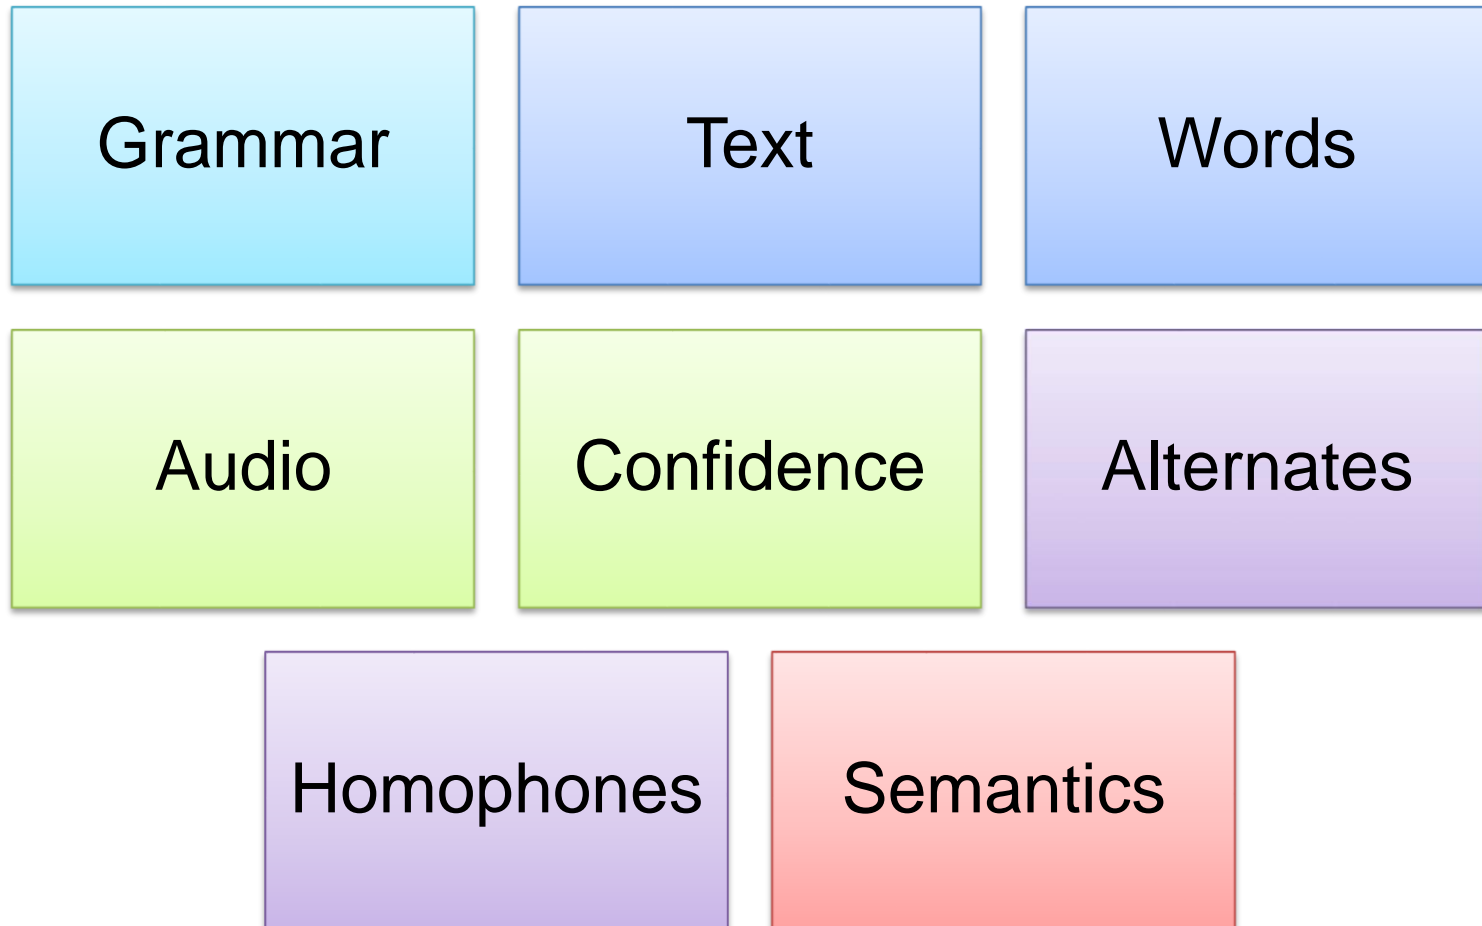 Grammar
Text
Words
Audio
Confidence
Alternates
Homophones
Semantics